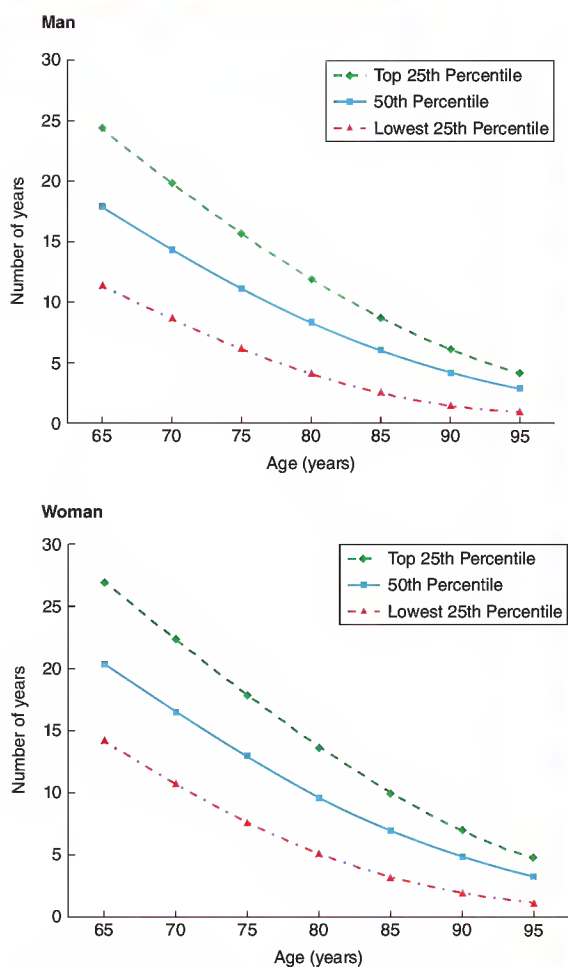 Man
30
25
20
15
10
5
0
Number of years
Top 25th Percentile
50th Percentile
Lowest 25th Percentile
65 70 75 80 85 90 95
Age (years)
Woman
30
25
20
15
10
5
0
Number of years
Top 25th Percentile
50th Percentile
Lowest 25th Percentile
65 70 75 80 85 90 95
Age (years)